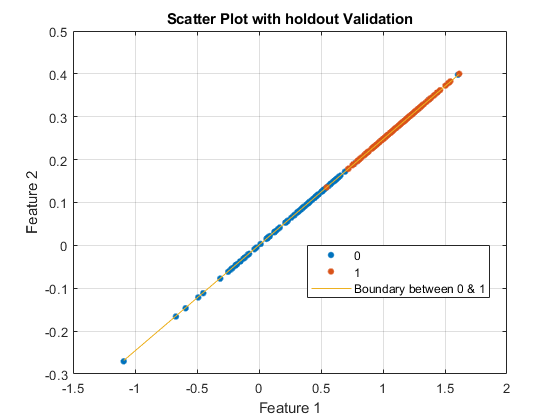 Scatter Plot with holdout Validation
0.5
0.4
0.3
0.2
0.1
0
-0.1
-0.2
-0.3
Feature 2
0
1
Boundary between 0 & 1
-1.5 -1 -0.5 0 0.5 1 1.5 2
Feature 1